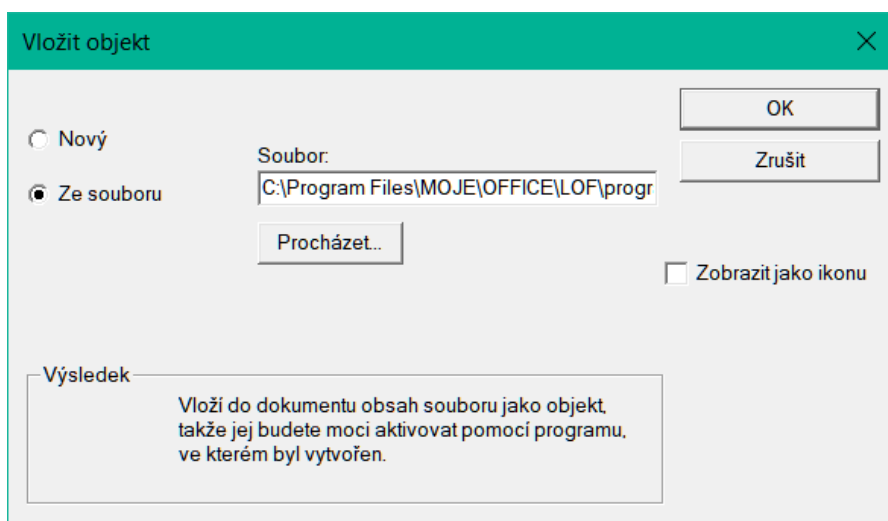 Vložit objekt
Nový
Ze souboru
Soubor:
C:\Program Files\MOJE\OFFICE\LOF\progr
Procházet...
OK
Zrušit
Zobrazit jako ikonu
Výsledek
Vloží do dokumentu obsah souboru jako objekt,
takže jej budete moci aktivovat pomocí programu,
ve kterém byl vytvořen.